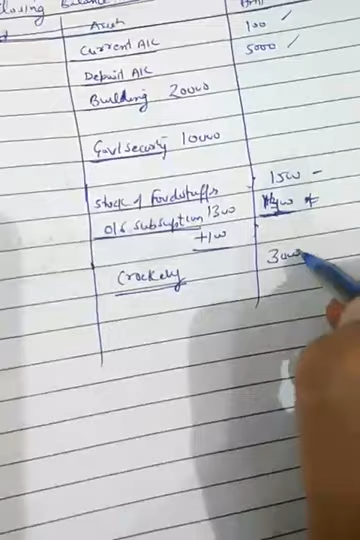 Closing Balance
Assets
Current A/C 100 /
Deposit A/C 5000 /
Building 20000
Govt security 10000
Stock of Foodstuffs 1500 -
O/s subscription 1300
+100
Crockery 3000